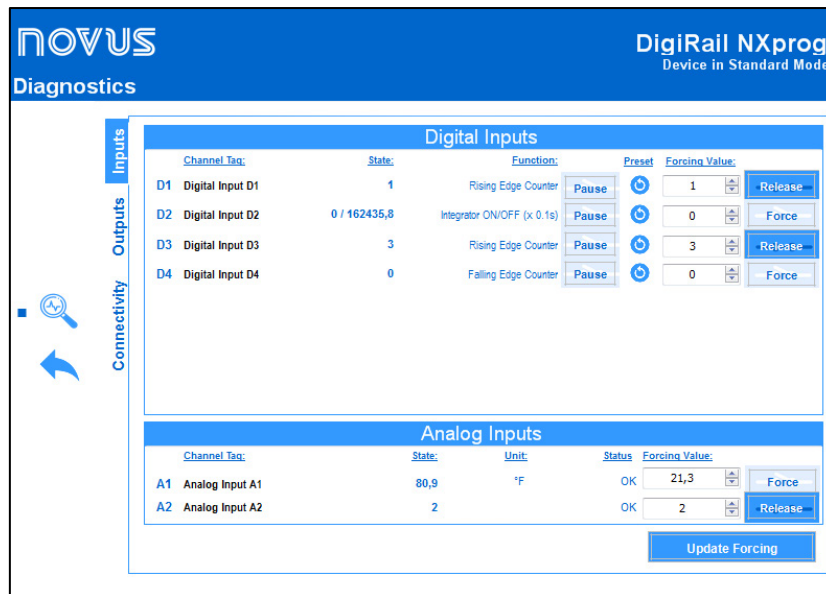 novus
DigiRail NXprog
Device in Standard Mode
Diagnostics
Inputs
Outputs
Connectivity
Digital Inputs
Channel Tag: State: Function: Preset Forcing Value:
D1 Digital Input D1 1 Rising Edge Counter Pause 1 Release
D2 Digital Input D2 0 / 162435,8 Integrator ON/OFF (x 0.1s) Pause 0 Force
D3 Digital Input D3 3 Rising Edge Counter Pause 3 Release
D4 Digital Input D4 0 Falling Edge Counter Pause 0 Force
Analog Inputs
Channel Tag: State: Unit: Status Forcing Value:
A1 Analog Input A1 80,9 °F OK 21,3 Force
A2 Analog Input A2 2 OK 2 Release
Update Forcing